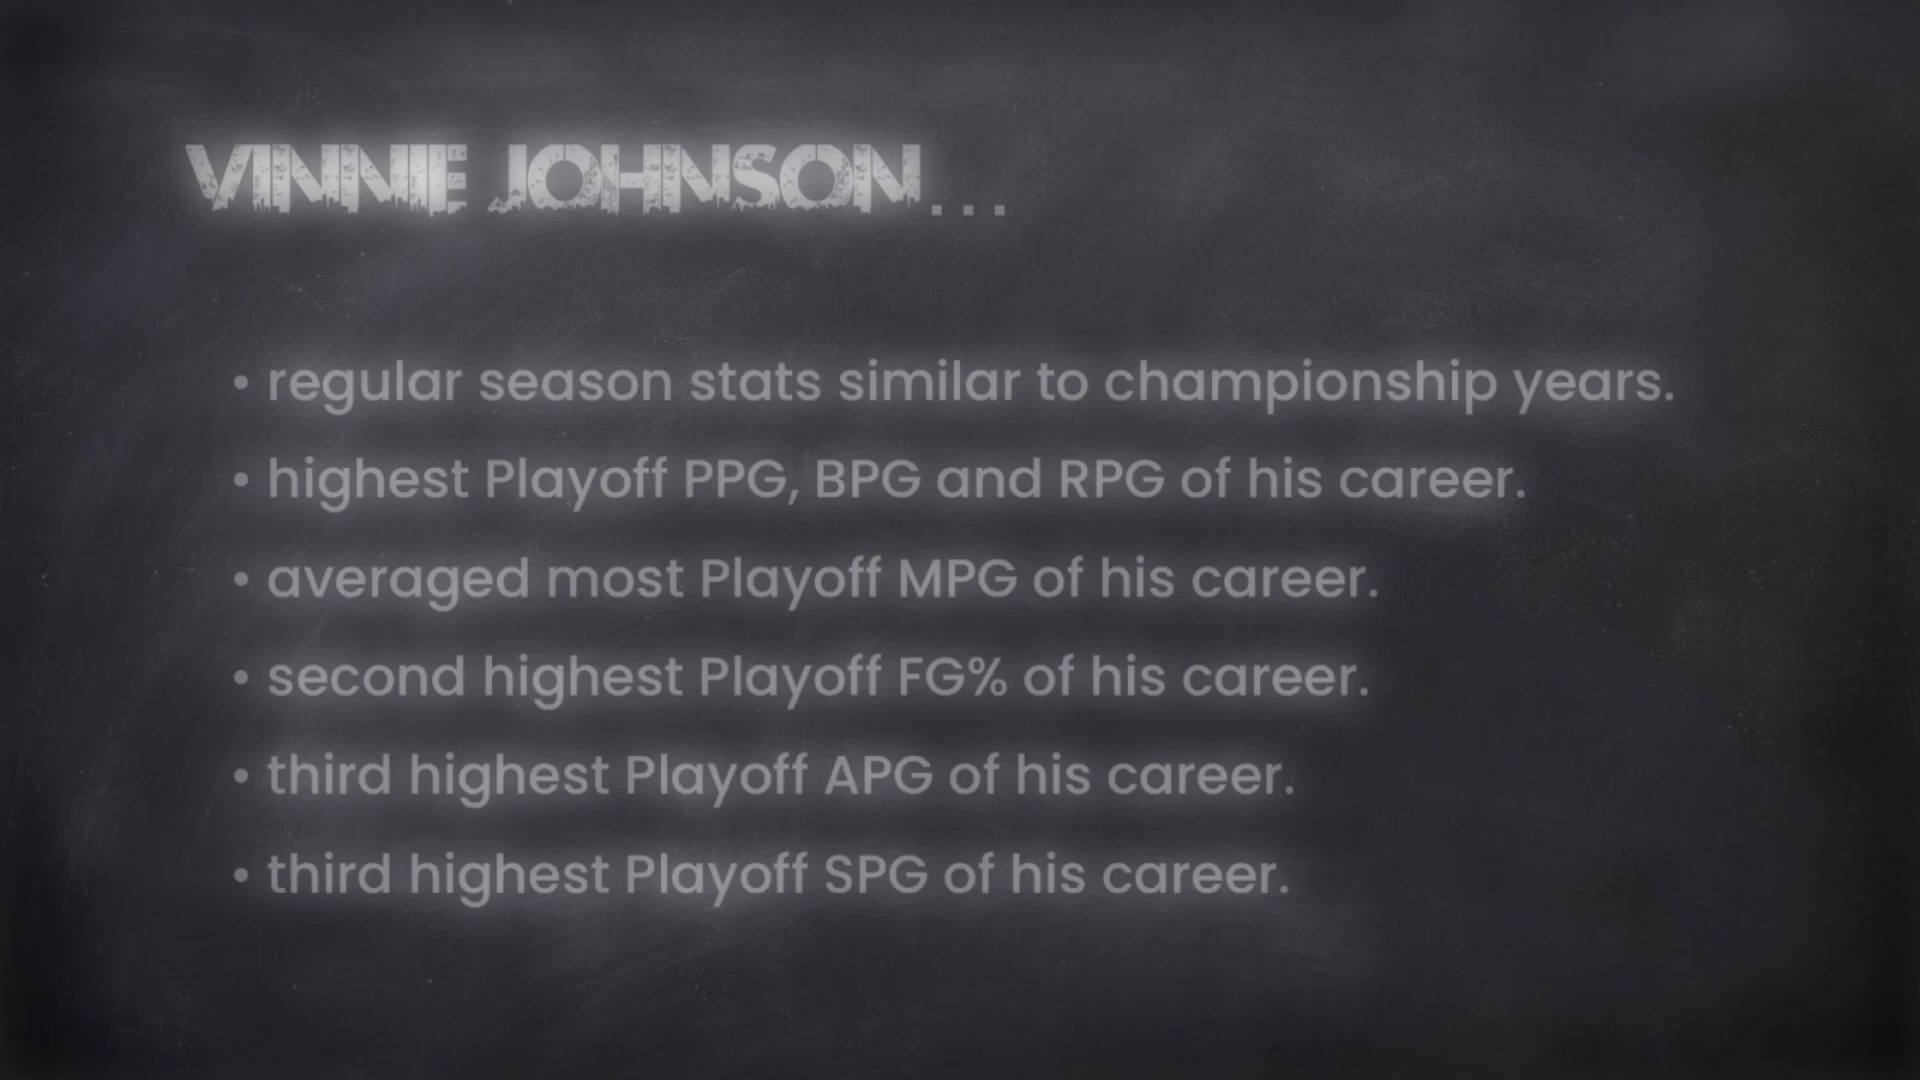 VINNIE JOHNSON...
• regular season stats similar to championship years.
• highest Playoff PPG, BPG and RPG of his career.
• averaged most Playoff MPG of his career.
• second highest Playoff FG% of his career.
• third highest Playoff APG of his career.
• third highest Playoff SPG of his career.